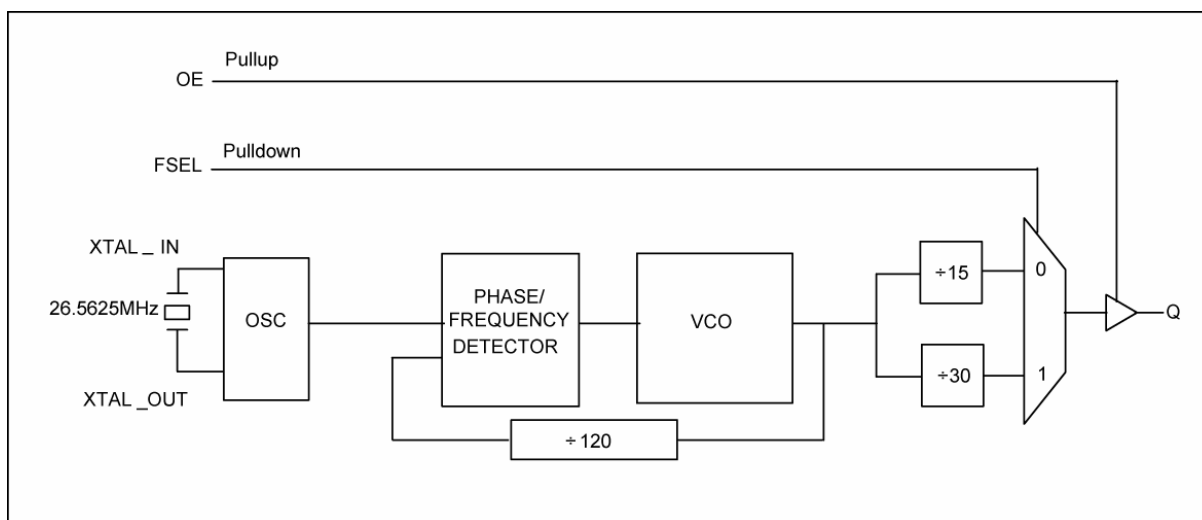 Pullup
OE
Pulldown
FSEL
XTAL _ IN
26.5625MHz
XTAL _OUT
OSC
PHASE/
FREQUENCY
DETECTOR
VCO
÷120
÷15
÷30
0
1
Q